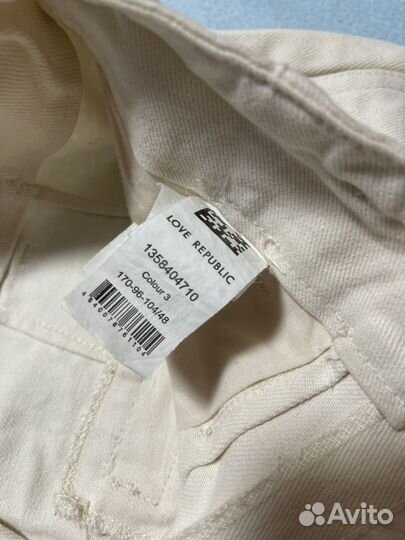 LOVE REPUBLIC
1358404710
Colour 3
170-96-104/48
Avito